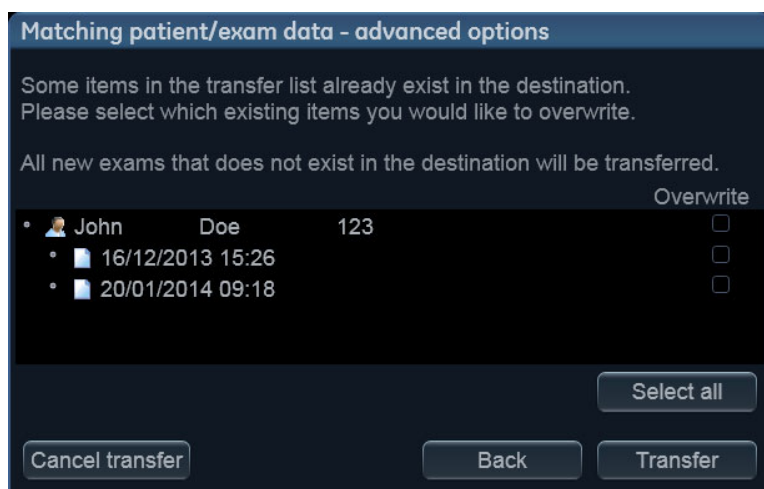 Matching patient/exam data - advanced options
Some items in the transfer list already exist in the destination.
Please select which existing items you would like to overwrite.
All new exams that does not exist in the destination will be transferred.
Overwrite
John Doe 123
16/12/2013 15:26
20/01/2014 09:18
Select all
Cancel transfer Back Transfer